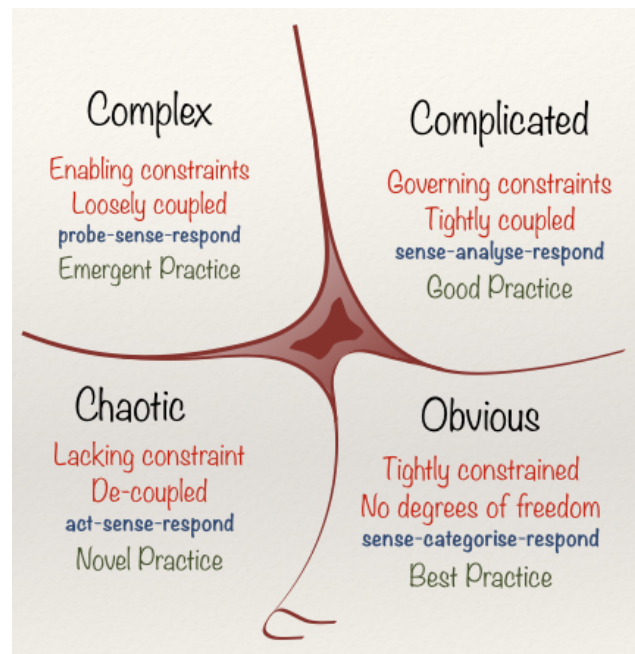 Complex
Enabling constraints
Loosely coupled
probe-sense-respond
Emergent Practice
Complicated
Governing constraints
Tightly coupled
sense-analyse-respond
Good Practice
Chaotic
Lacking constraint
De-coupled
act-sense-respond
Novel Practice
Obvious
Tightly constrained
No degrees of freedom
sense-categorise-respond
Best Practice